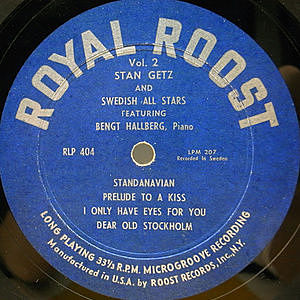 ROYAL ROOST
Vol. 2
STAN GETZ
AND
SWEDISH ALL STARS
FEATURING
BENGT HALLBERG, Piano
RLP 404
LPM 207
Recorded In Sweden
STANDANAVIAN
PRELUDE TO A KISS
I ONLY HAVE EYES FOR YOU
DEAR OLD STOCKHOLM
LONG PLAYING 33⅓ R.P.M. MICROGROOVE RECORDING
Manufactured in U.S.A. by ROOST RECORDS, Inc., N.Y.